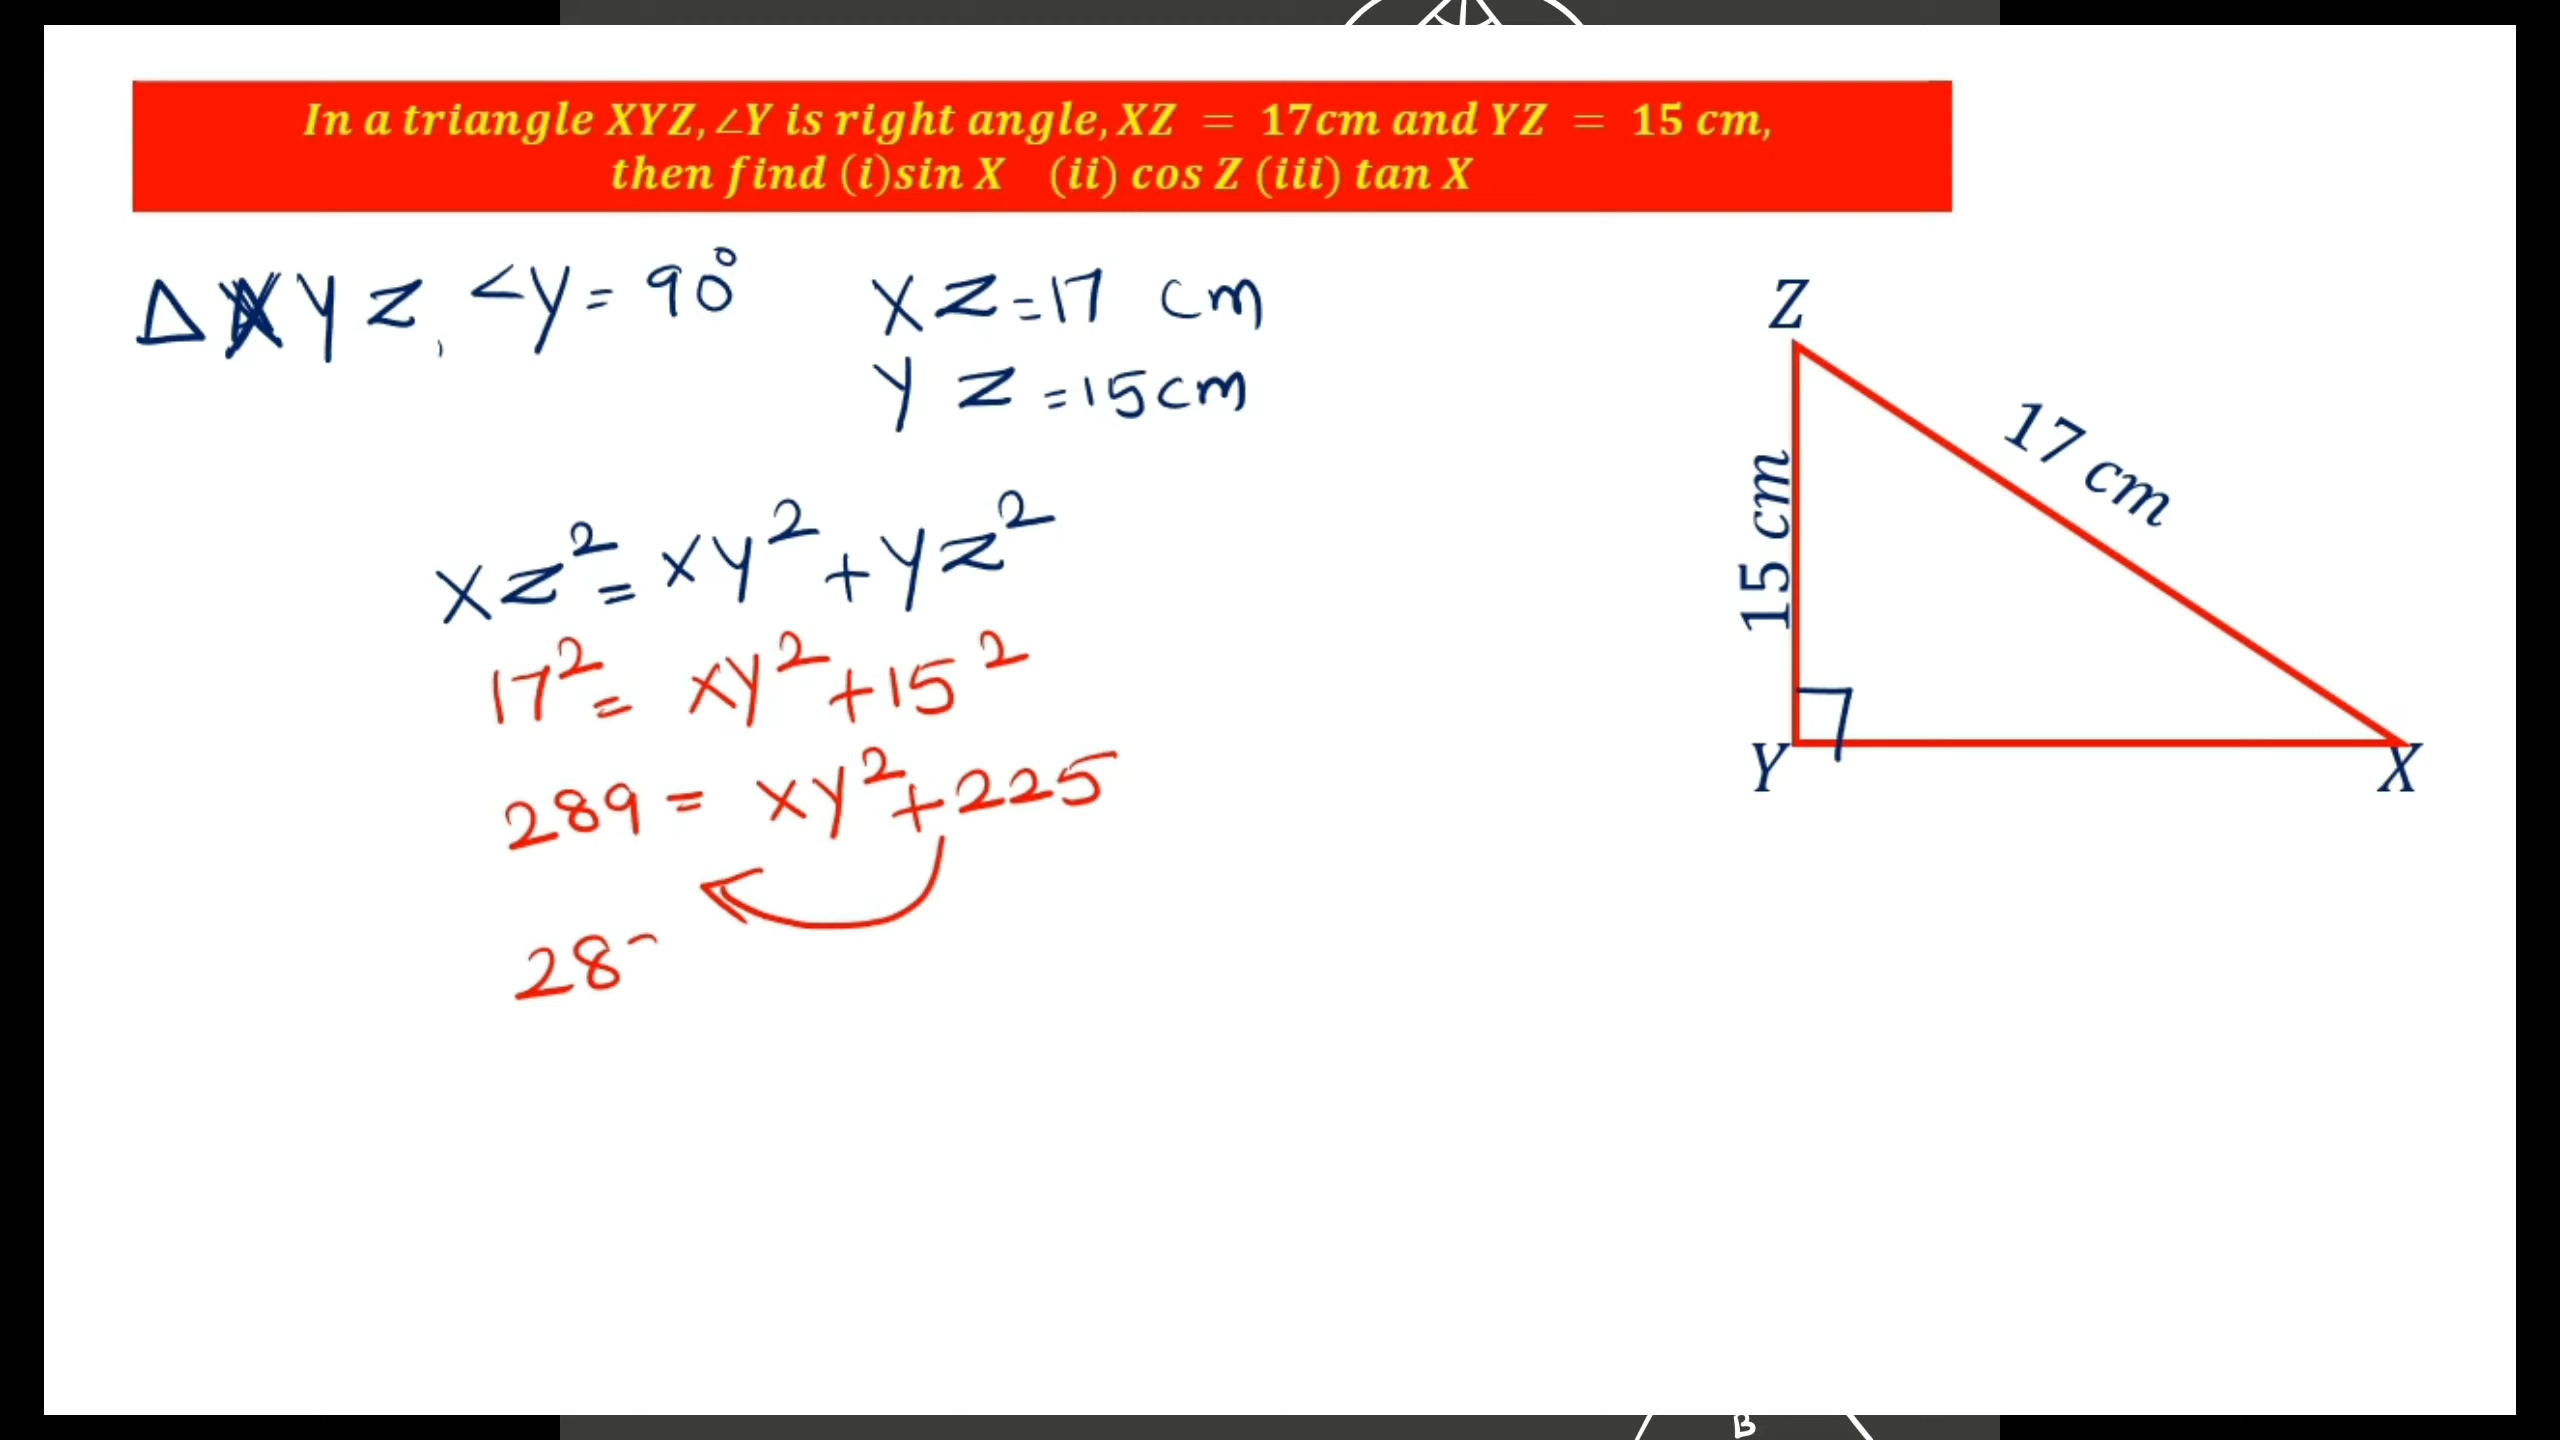 In a triangle XYZ, ∠Y is right angle, XZ = 17cm and YZ = 15 cm,
then find (i)sin X (ii) cos Z (iii) tan X
ΔXYZ, ∠Y = 90° XZ = 17 cm
YZ = 15cm
XZ² = XY² + YZ²
17² = XY² + 15²
289 = XY² + 225
28
Z
17 cm
15 cm
Y
X
B